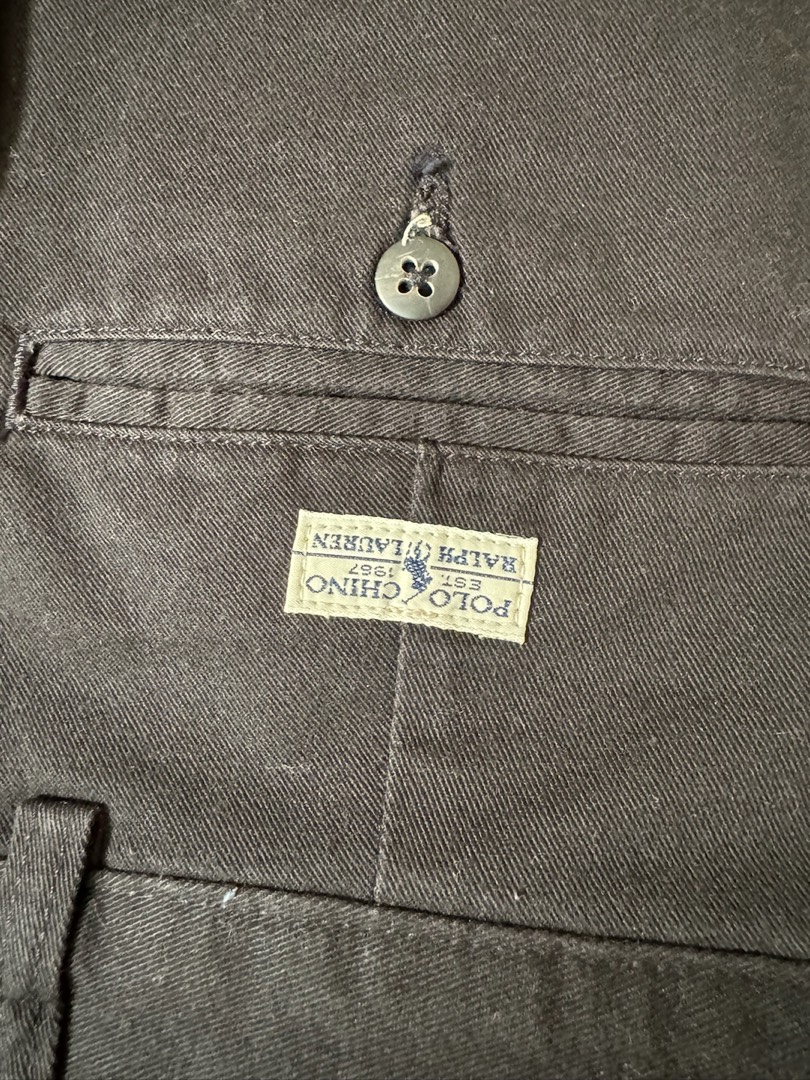 POLO CHINO
EST. 1967
RALPH LAUREN